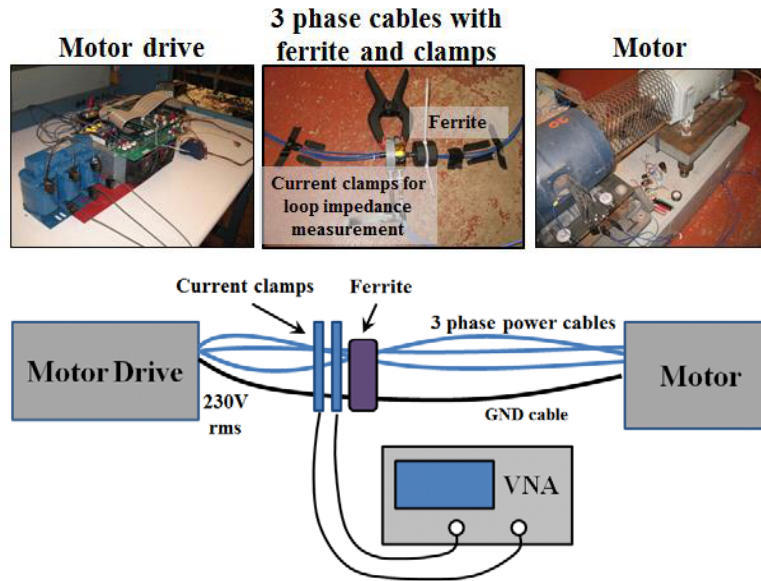 Motor drive
3 phase cables with
ferrite and clamps
Motor
Ferrite
Current clamps for
loop impedance
measurement
Current clamps
Ferrite
3 phase power cables
Motor Drive
Motor
230V
rms
GND cable
VNA